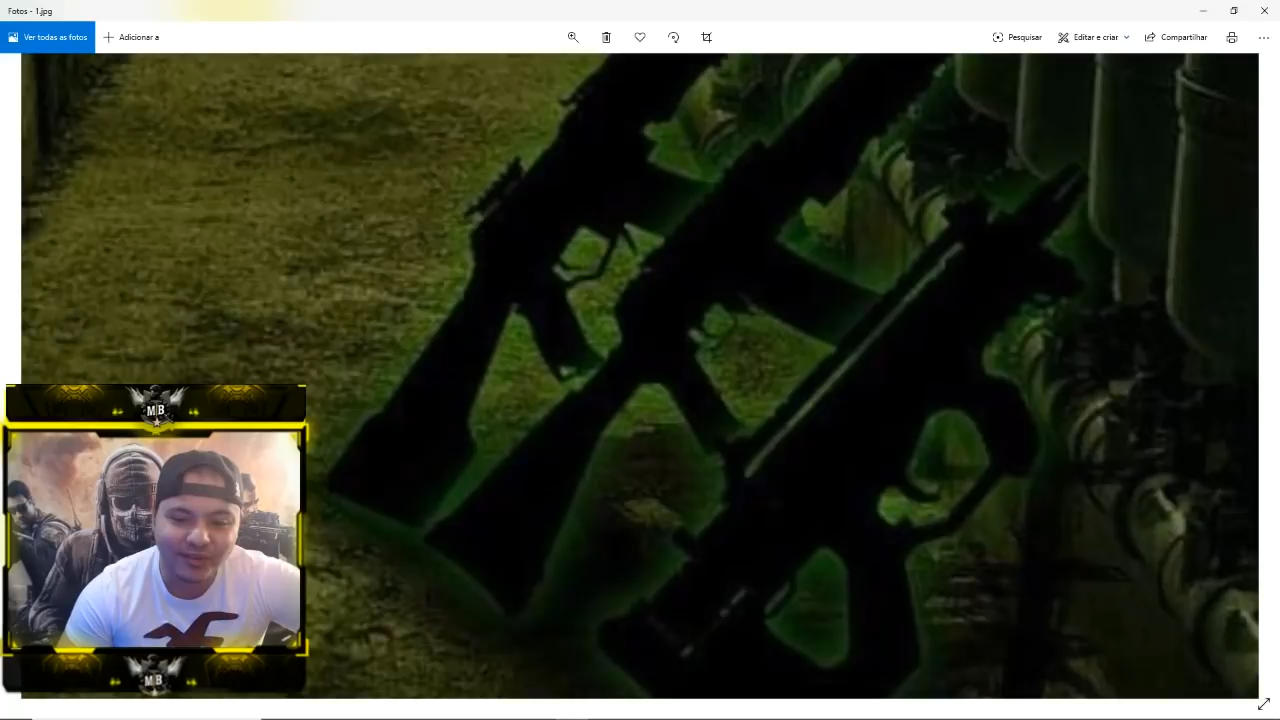 Fotos - 1.jpg
Ver todas as fotos
Adicionar a
Pesquisar
Editar e criar
Compartilhar
MB
MB